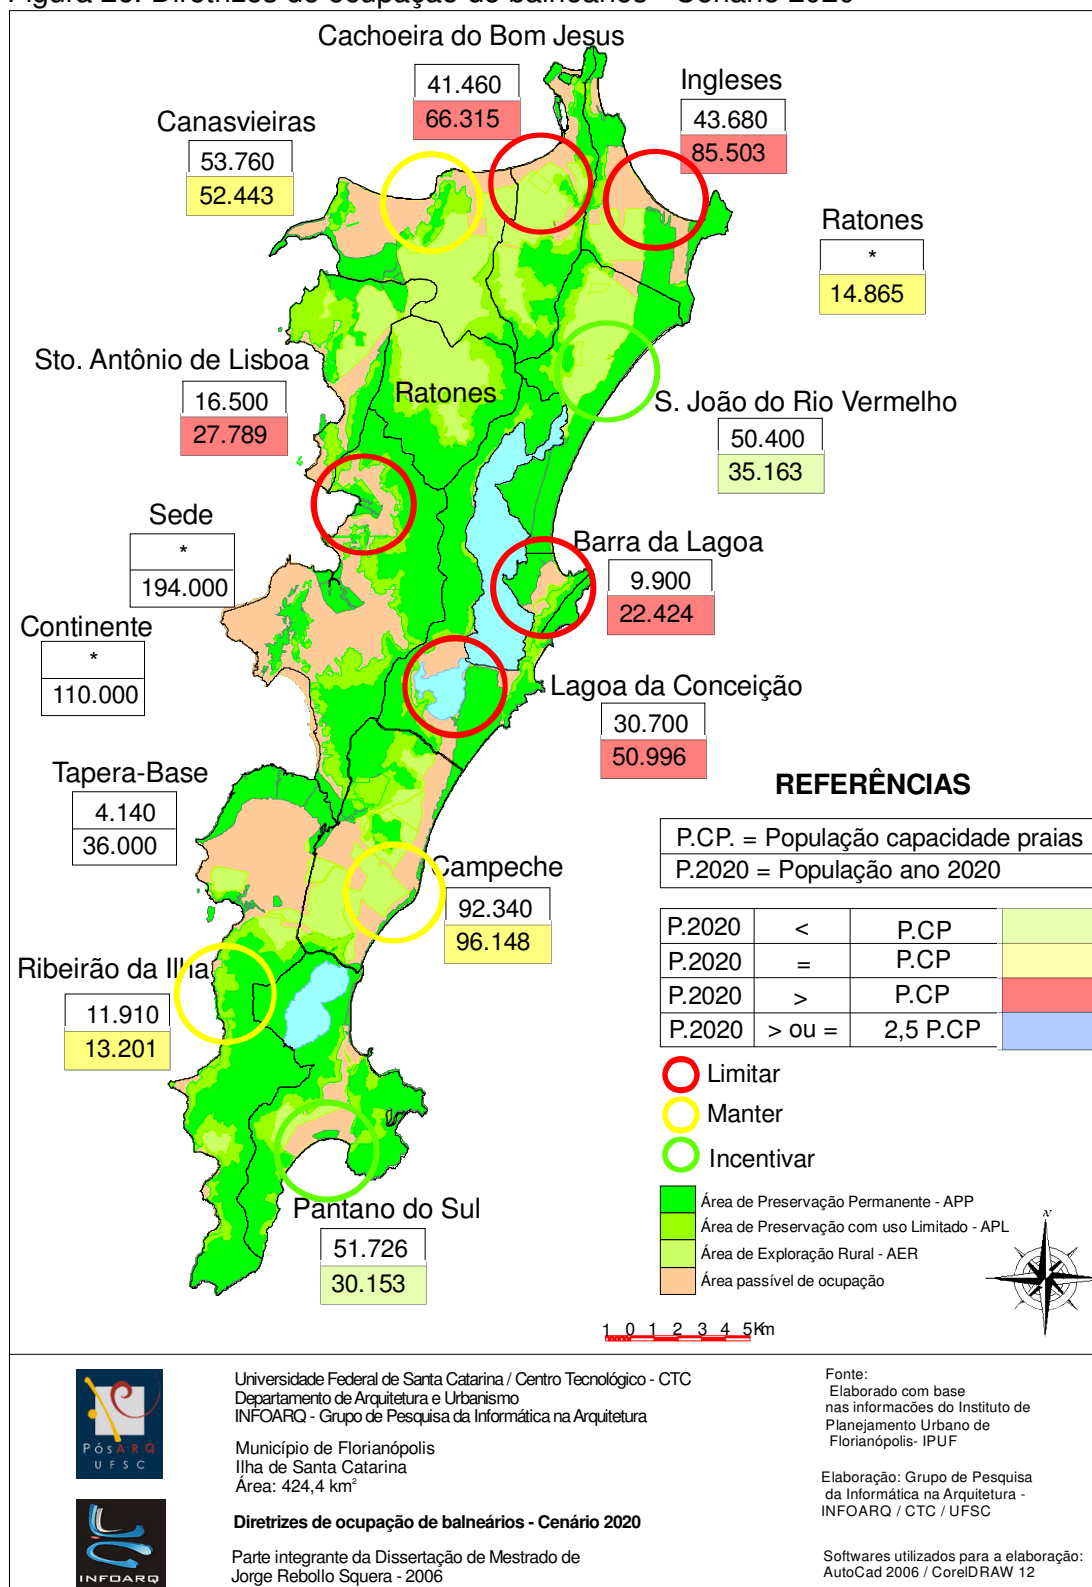 Figura 26: Diretrizes de ocupação de balneários - Cenário 2020
Cachoeira do Bom Jesus
41.460
66.315
Ingleses
43.680
85.503
Canasvieiras
53.760
52.443
Ratones
*
14.865
Sto. Antônio de Lisboa
16.500
27.789
Ratones
S. João do Rio Vermelho
50.400
35.163
Sede
*
194.000
Barra da Lagoa
9.900
22.424
Continente
*
110.000
Lagoa da Conceição
30.700
50.996
Tapera-Base
4.140
36.000
Campeche
92.340
96.148
Ribeirão da Ilha
11.910
13.201
Pantano do Sul
51.726
30.153
REFERÊNCIAS
P.CP. = População capacidade praias
P.2020 = População ano 2020
P.2020 < P.CP
P.2020 = P.CP
P.2020 > P.CP
P.2020 > ou = 2,5 P.CP
Limitar
Manter
Incentivar
Área de Preservação Permanente - APP
Área de Preservação com uso Limitado - APL
Área de Exploração Rural - AER
Área passível de ocupação
N
1 0 1 2 3 4 5Km
PósARQ
UFSC
Universidade Federal de Santa Catarina / Centro Tecnológico - CTC
Departamento de Arquitetura e Urbanismo
INFOARQ - Grupo de Pesquisa da Informática na Arquitetura
Município de Florianópolis
Ilha de Santa Catarina
Área: 424,4 km²
INFOARQ
Diretrizes de ocupação de balneários - Cenário 2020
Parte integrante da Dissertação de Mestrado de
Jorge Rebollo Squera - 2006
Fonte:
Elaborado com base
nas informacões do Instituto de
Planejamento Urbano de
Florianópolis- IPUF
Elaboração: Grupo de Pesquisa
da Informática na Arquitetura -
INFOARQ / CTC / UFSC
Softwares utilizados para a elaboração:
AutoCad 2006 / CorelDRAW 12